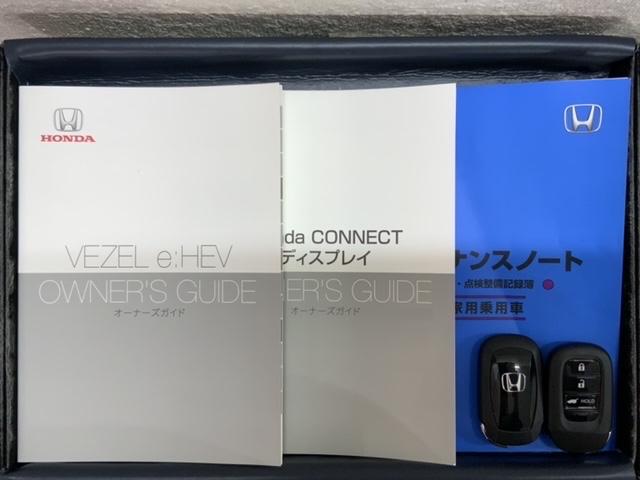 HONDA
VEZEL e:HEV
OWNER'S GUIDE
オーナーズガイド
da CONNECT
ディスプレイ
ER'S GUIDE
オーナーズガイド
ナンスノート
・点検整備記録簿
家用乗用車
HOLD